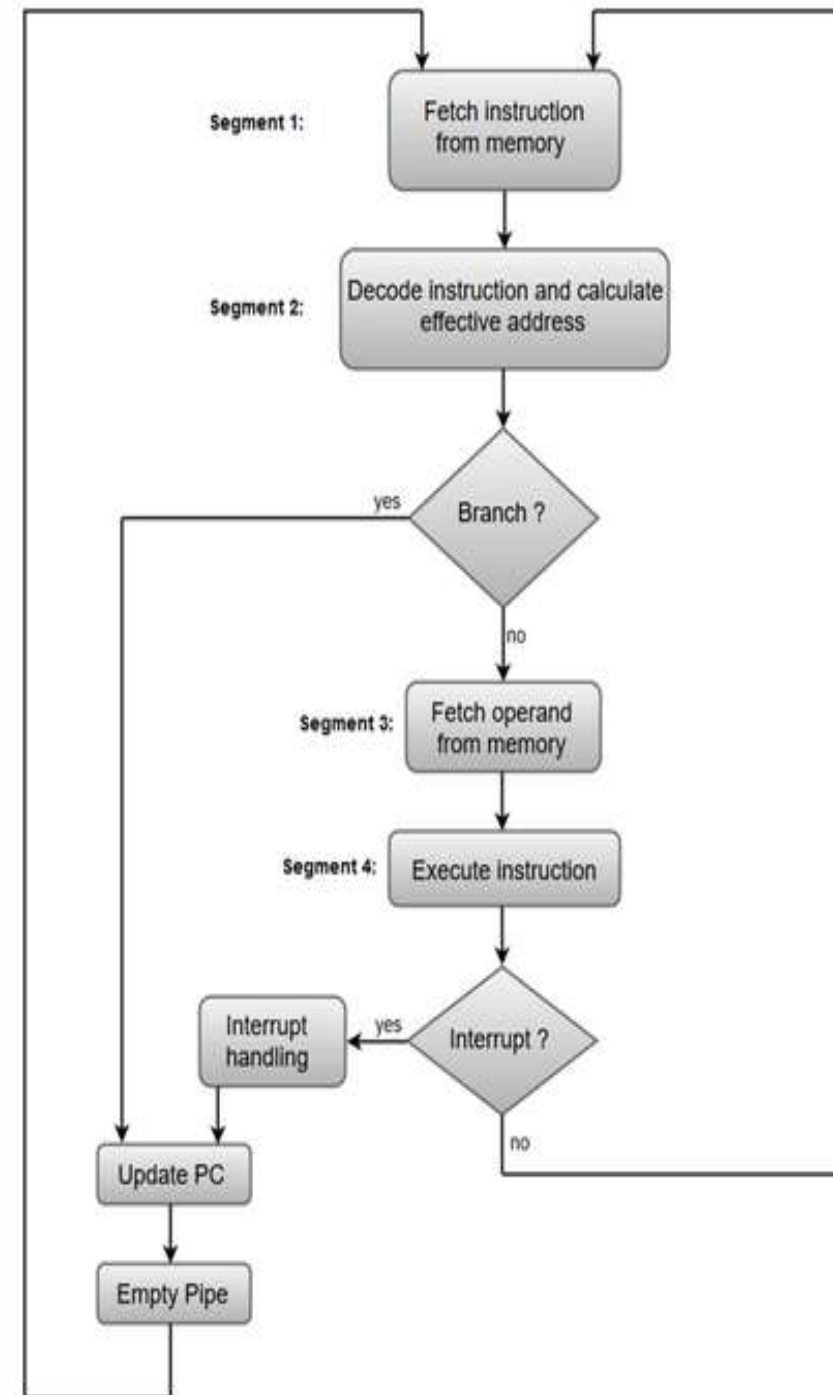 Segment 1:
Fetch instruction
from memory
Segment 2:
Decode instruction and calculate
effective address
Branch ?
yes
no
Segment 3:
Fetch operand
from memory
Segment 4:
Execute instruction
Interrupt ?
yes
Interrupt
handling
no
Update PC
Empty Pipe